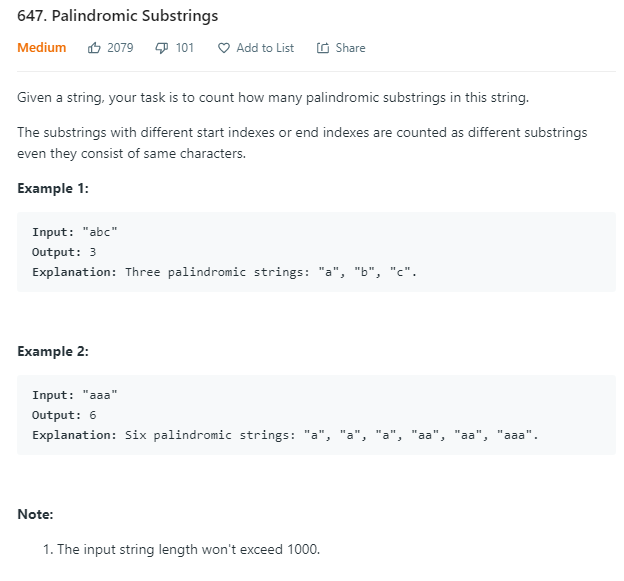 647. Palindromic Substrings
Medium 2079 101 Add to List Share
Given a string, your task is to count how many palindromic substrings in this string.
The substrings with different start indexes or end indexes are counted as different substrings
even they consist of same characters.
Example 1:
Input: "abc"
Output: 3
Explanation: Three palindromic strings: "a", "b", "c".
Example 2:
Input: "aaa"
Output: 6
Explanation: Six palindromic strings: "a", "a", "a", "aa", "aa", "aaa".
Note:
1. The input string length won't exceed 1000.